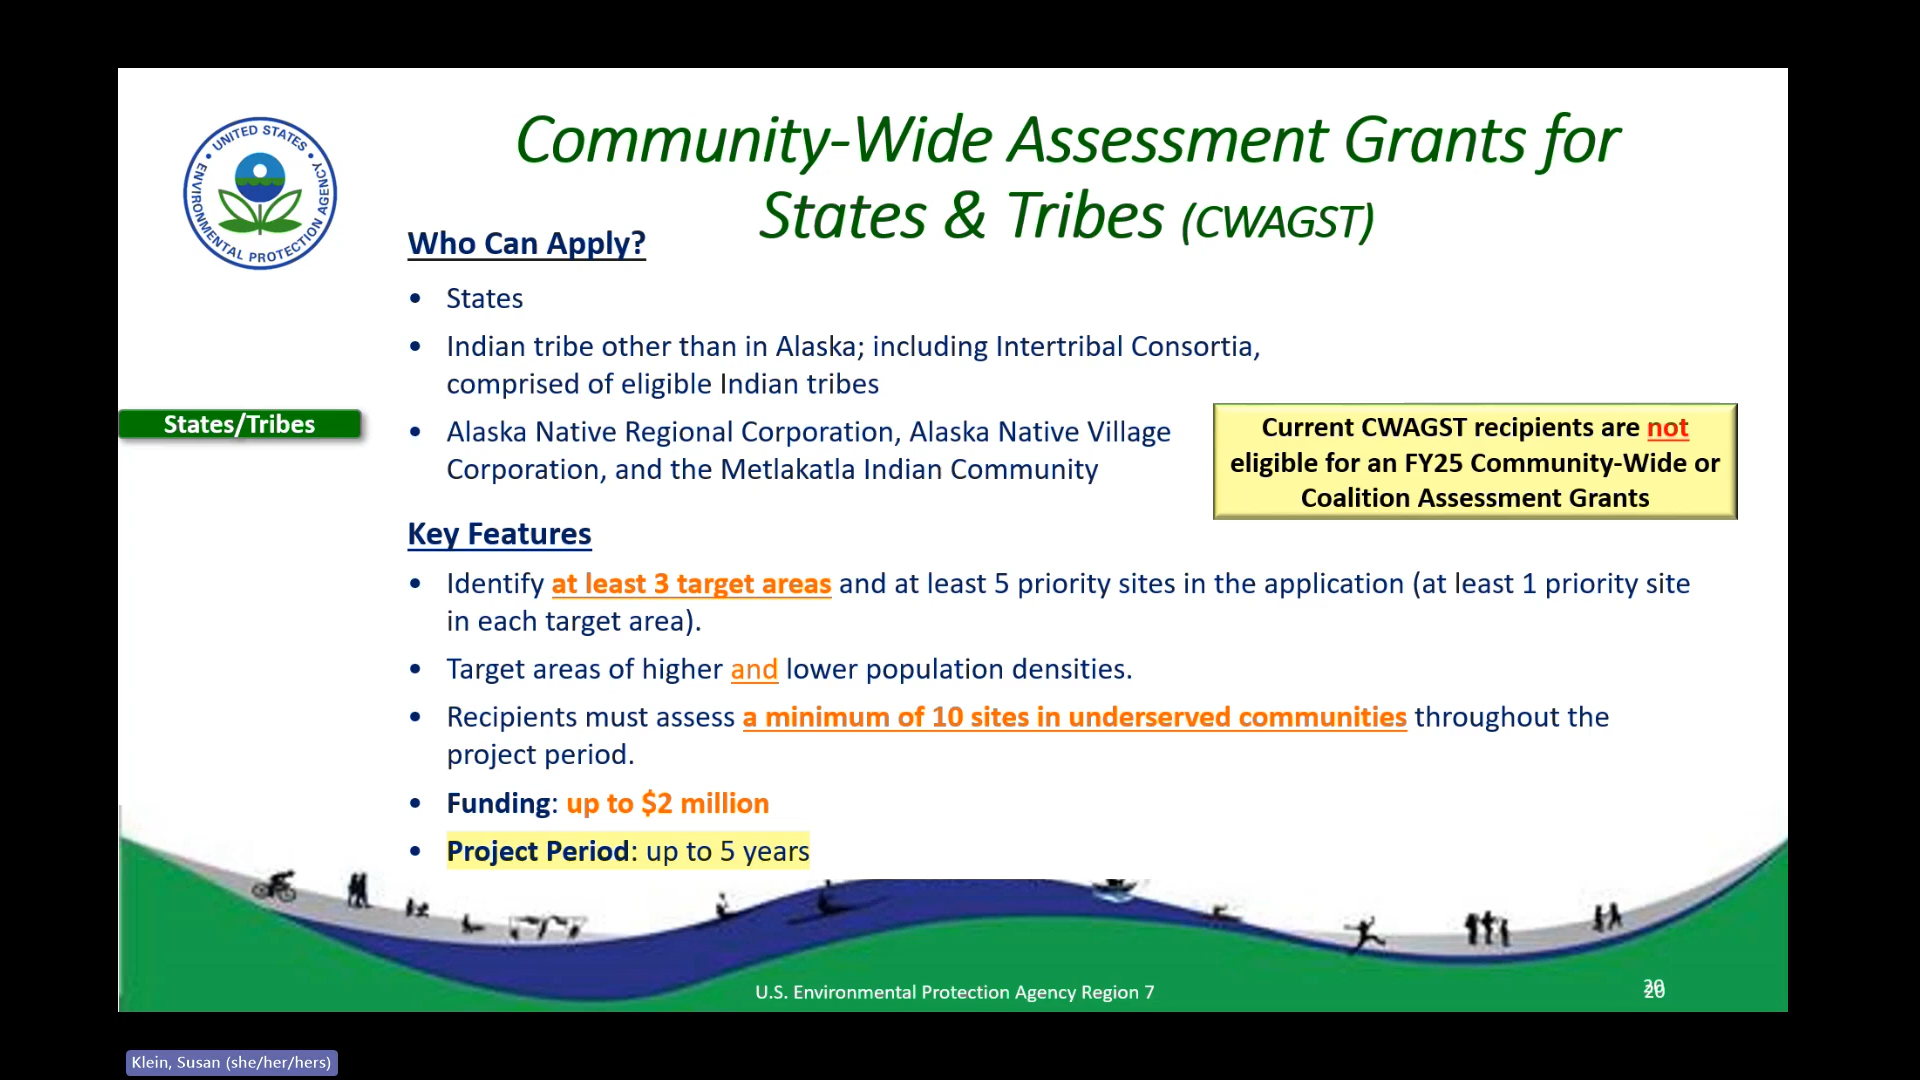 Community-Wide Assessment Grants for
States & Tribes (CWAGST)
UNITED STATES
ENVIRONMENTAL PROTECTION AGENCY
Who Can Apply?
• States
• Indian tribe other than in Alaska; including Intertribal Consortia,
comprised of eligible Indian tribes
States/Tribes
• Alaska Native Regional Corporation, Alaska Native Village
Corporation, and the Metlakatla Indian Community
Current CWAGST recipients are not
eligible for an FY25 Community-Wide or
Coalition Assessment Grants
Key Features
• Identify at least 3 target areas and at least 5 priority sites in the application (at least 1 priority site
in each target area).
• Target areas of higher and lower population densities.
• Recipients must assess a minimum of 10 sites in underserved communities throughout the
project period.
• Funding: up to $2 million
• Project Period: up to 5 years
U.S. Environmental Protection Agency Region 7
20
Klein, Susan (she/her/hers)